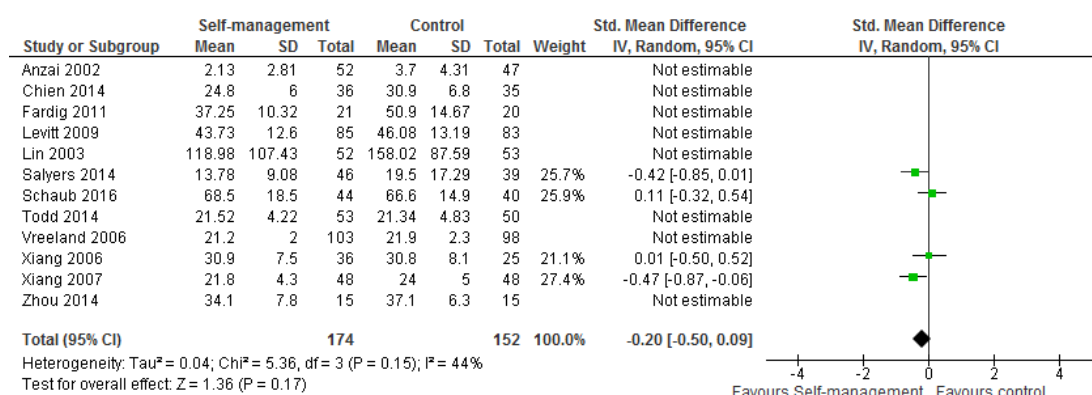 Self-management Control Std. Mean Difference Std. Mean Difference
Study or Subgroup Mean SD Total Mean SD Total Weight IV, Random, 95% CI IV, Random, 95% CI
Anzai 2002 2.13 2.81 52 3.7 4.31 47 Not estimable
Chien 2014 24.8 6 36 30.9 6.8 35 Not estimable
Fardig 2011 37.25 10.32 21 50.9 14.67 20 Not estimable
Levitt 2009 43.73 12.6 85 46.08 13.19 83 Not estimable
Lin 2003 118.98 107.43 52 158.02 87.59 53 Not estimable
Salyers 2014 13.78 9.08 46 19.5 17.29 39 25.7% -0.42 [-0.85, 0.01]
Schaub 2016 68.5 18.5 44 66.6 14.9 40 25.9% 0.11 [-0.32, 0.54]
Todd 2014 21.52 4.22 53 21.34 4.83 50 Not estimable
Vreeland 2006 21.2 2 103 21.9 2.3 98 Not estimable
Xiang 2006 30.9 7.5 36 30.8 8.1 25 21.1% 0.01 [-0.50, 0.52]
Xiang 2007 21.8 4.3 48 24 5 48 27.4% -0.47 [-0.87, -0.06]
Zhou 2014 34.1 7.8 15 37.1 6.3 15 Not estimable
Total (95% CI) 174 152 100.0% -0.20 [-0.50, 0.09]
Heterogeneity: Tau² = 0.04; Chi² = 5.36, df = 3 (P = 0.15); I² = 44%
Test for overall effect: Z = 1.36 (P = 0.17)
-4 -2 0 2 4
Favours Self-management Favours control